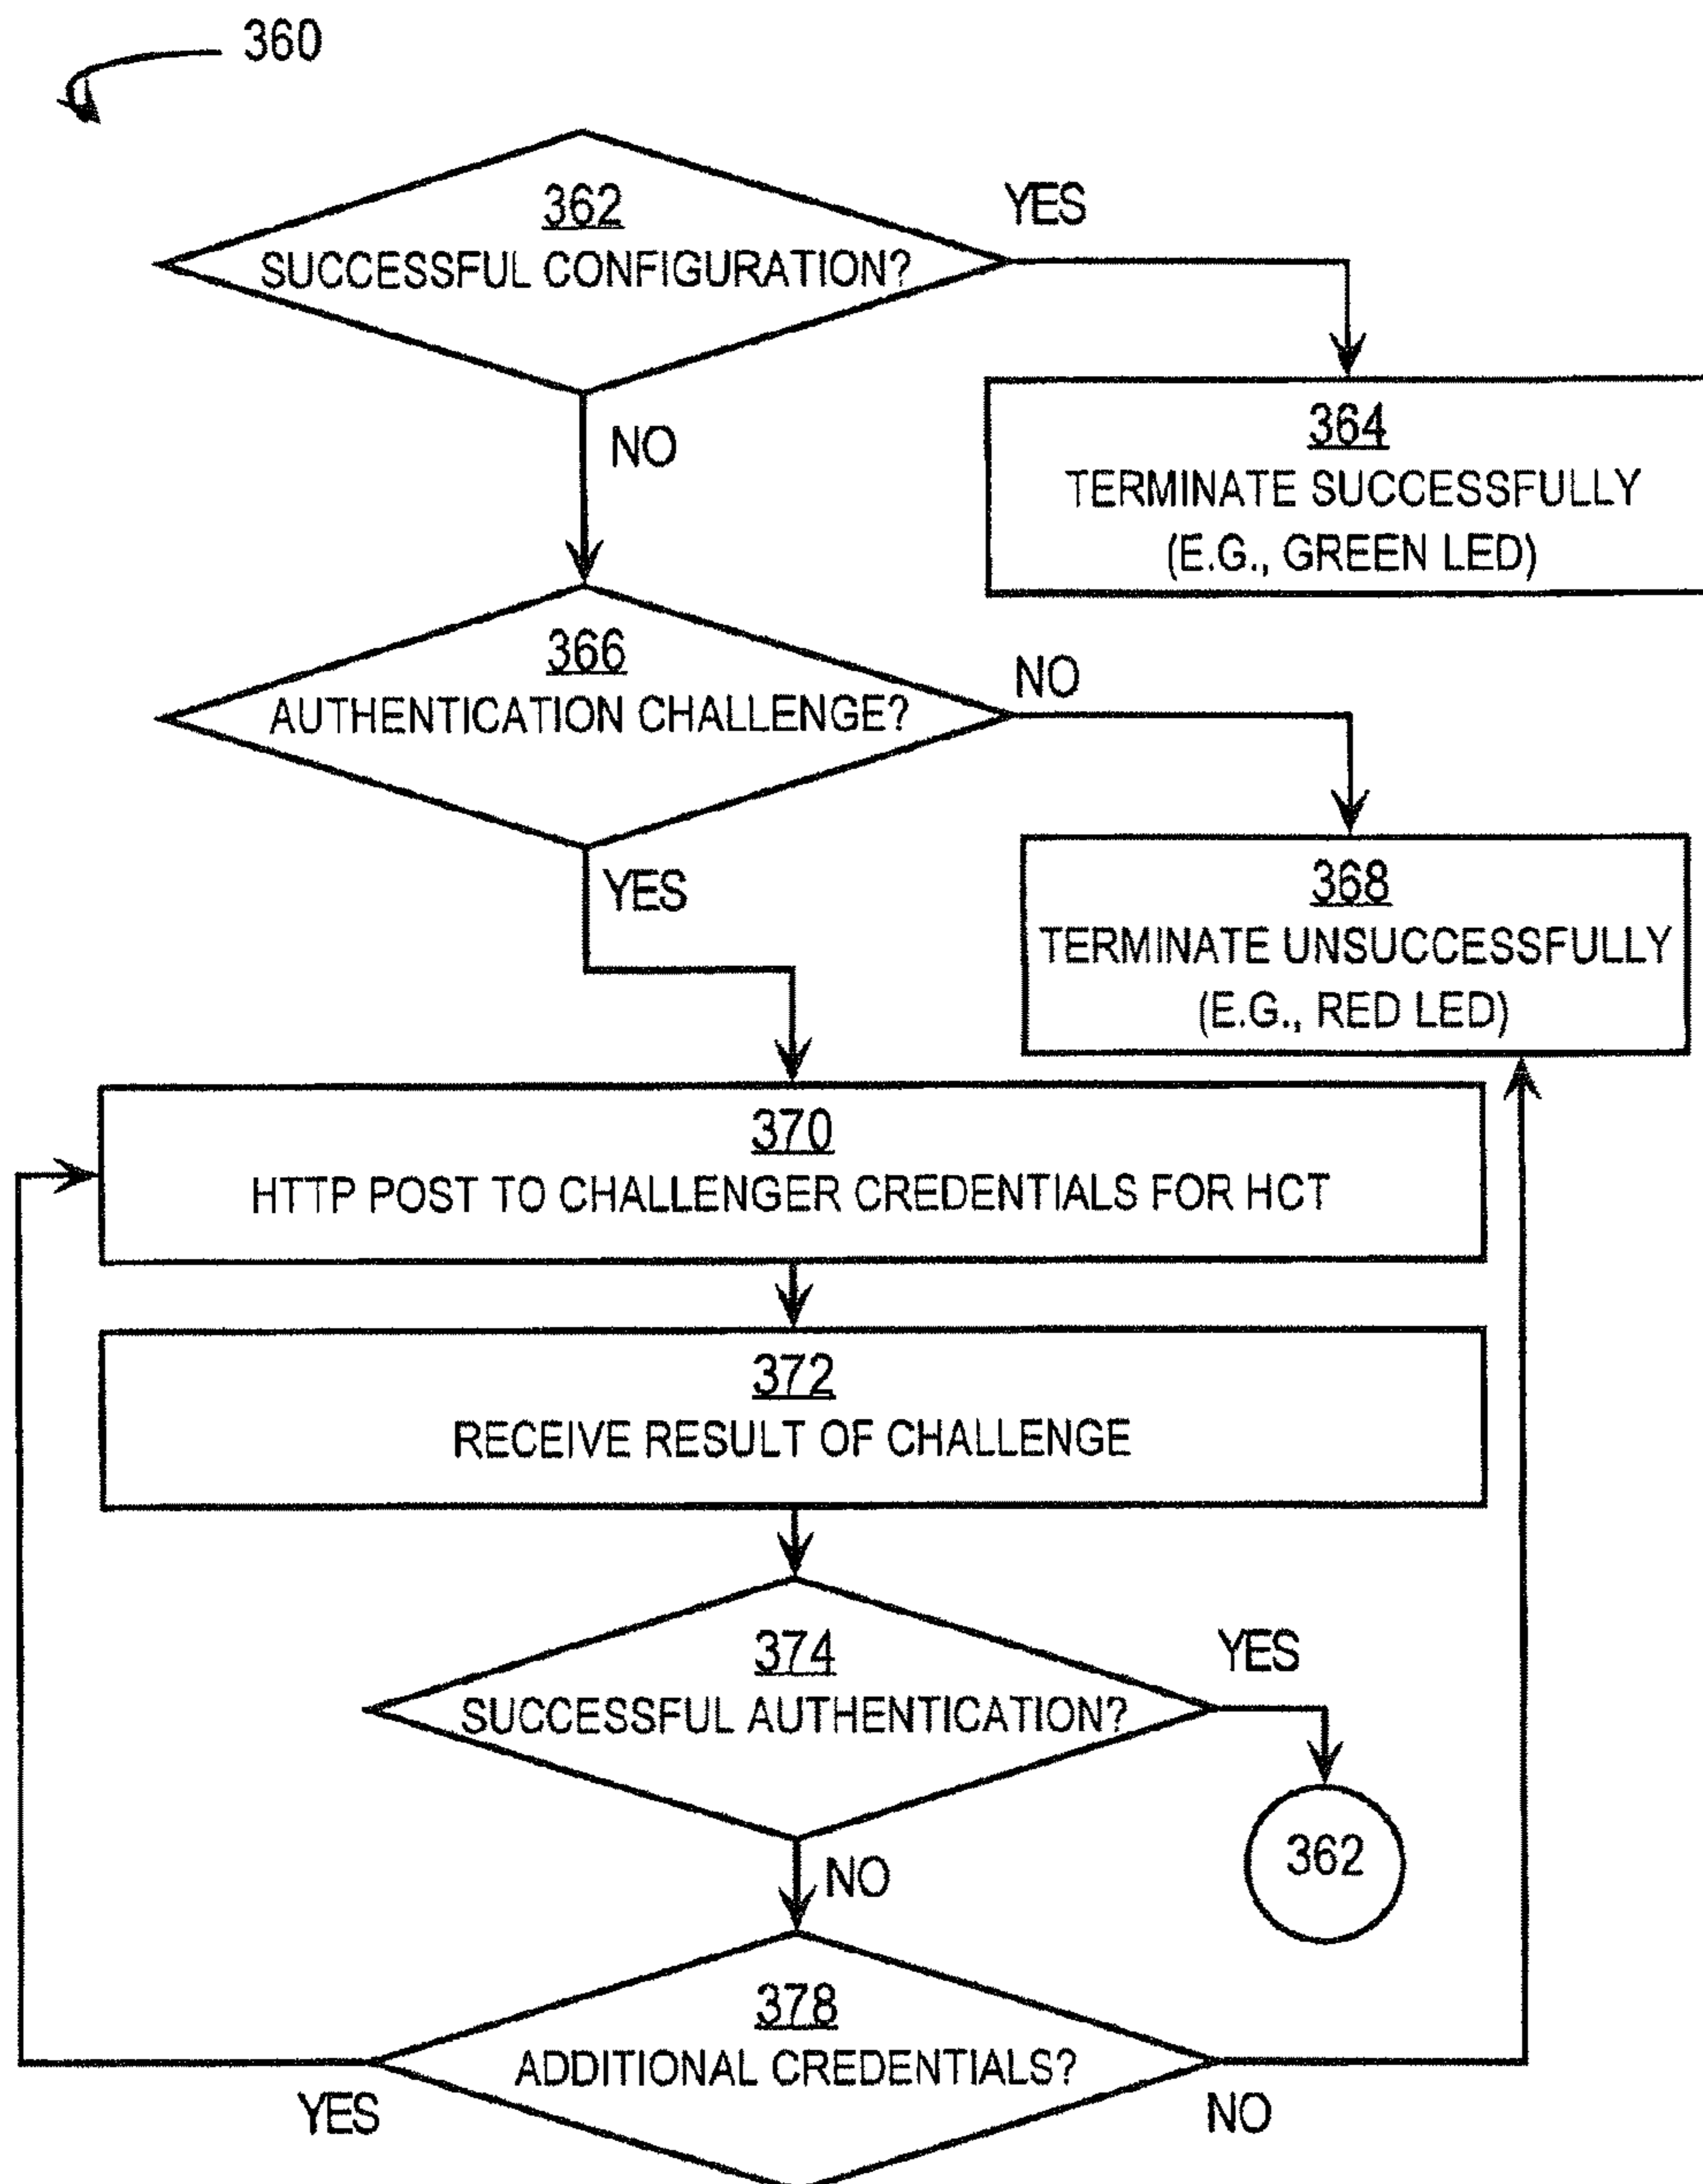 360
362
SUCCESSFUL CONFIGURATION?
YES
NO
364
TERMINATE SUCCESSFULLY
(E.G., GREEN LED)
366
AUTHENTICATION CHALLENGE?
NO
YES
368
TERMINATE UNSUCCESSFULLY
(E.G., RED LED)
370
HTTP POST TO CHALLENGER CREDENTIALS FOR HCT
372
RECEIVE RESULT OF CHALLENGE
374
SUCCESSFUL AUTHENTICATION?
YES
362
NO
378
ADDITIONAL CREDENTIALS?
YES
NO